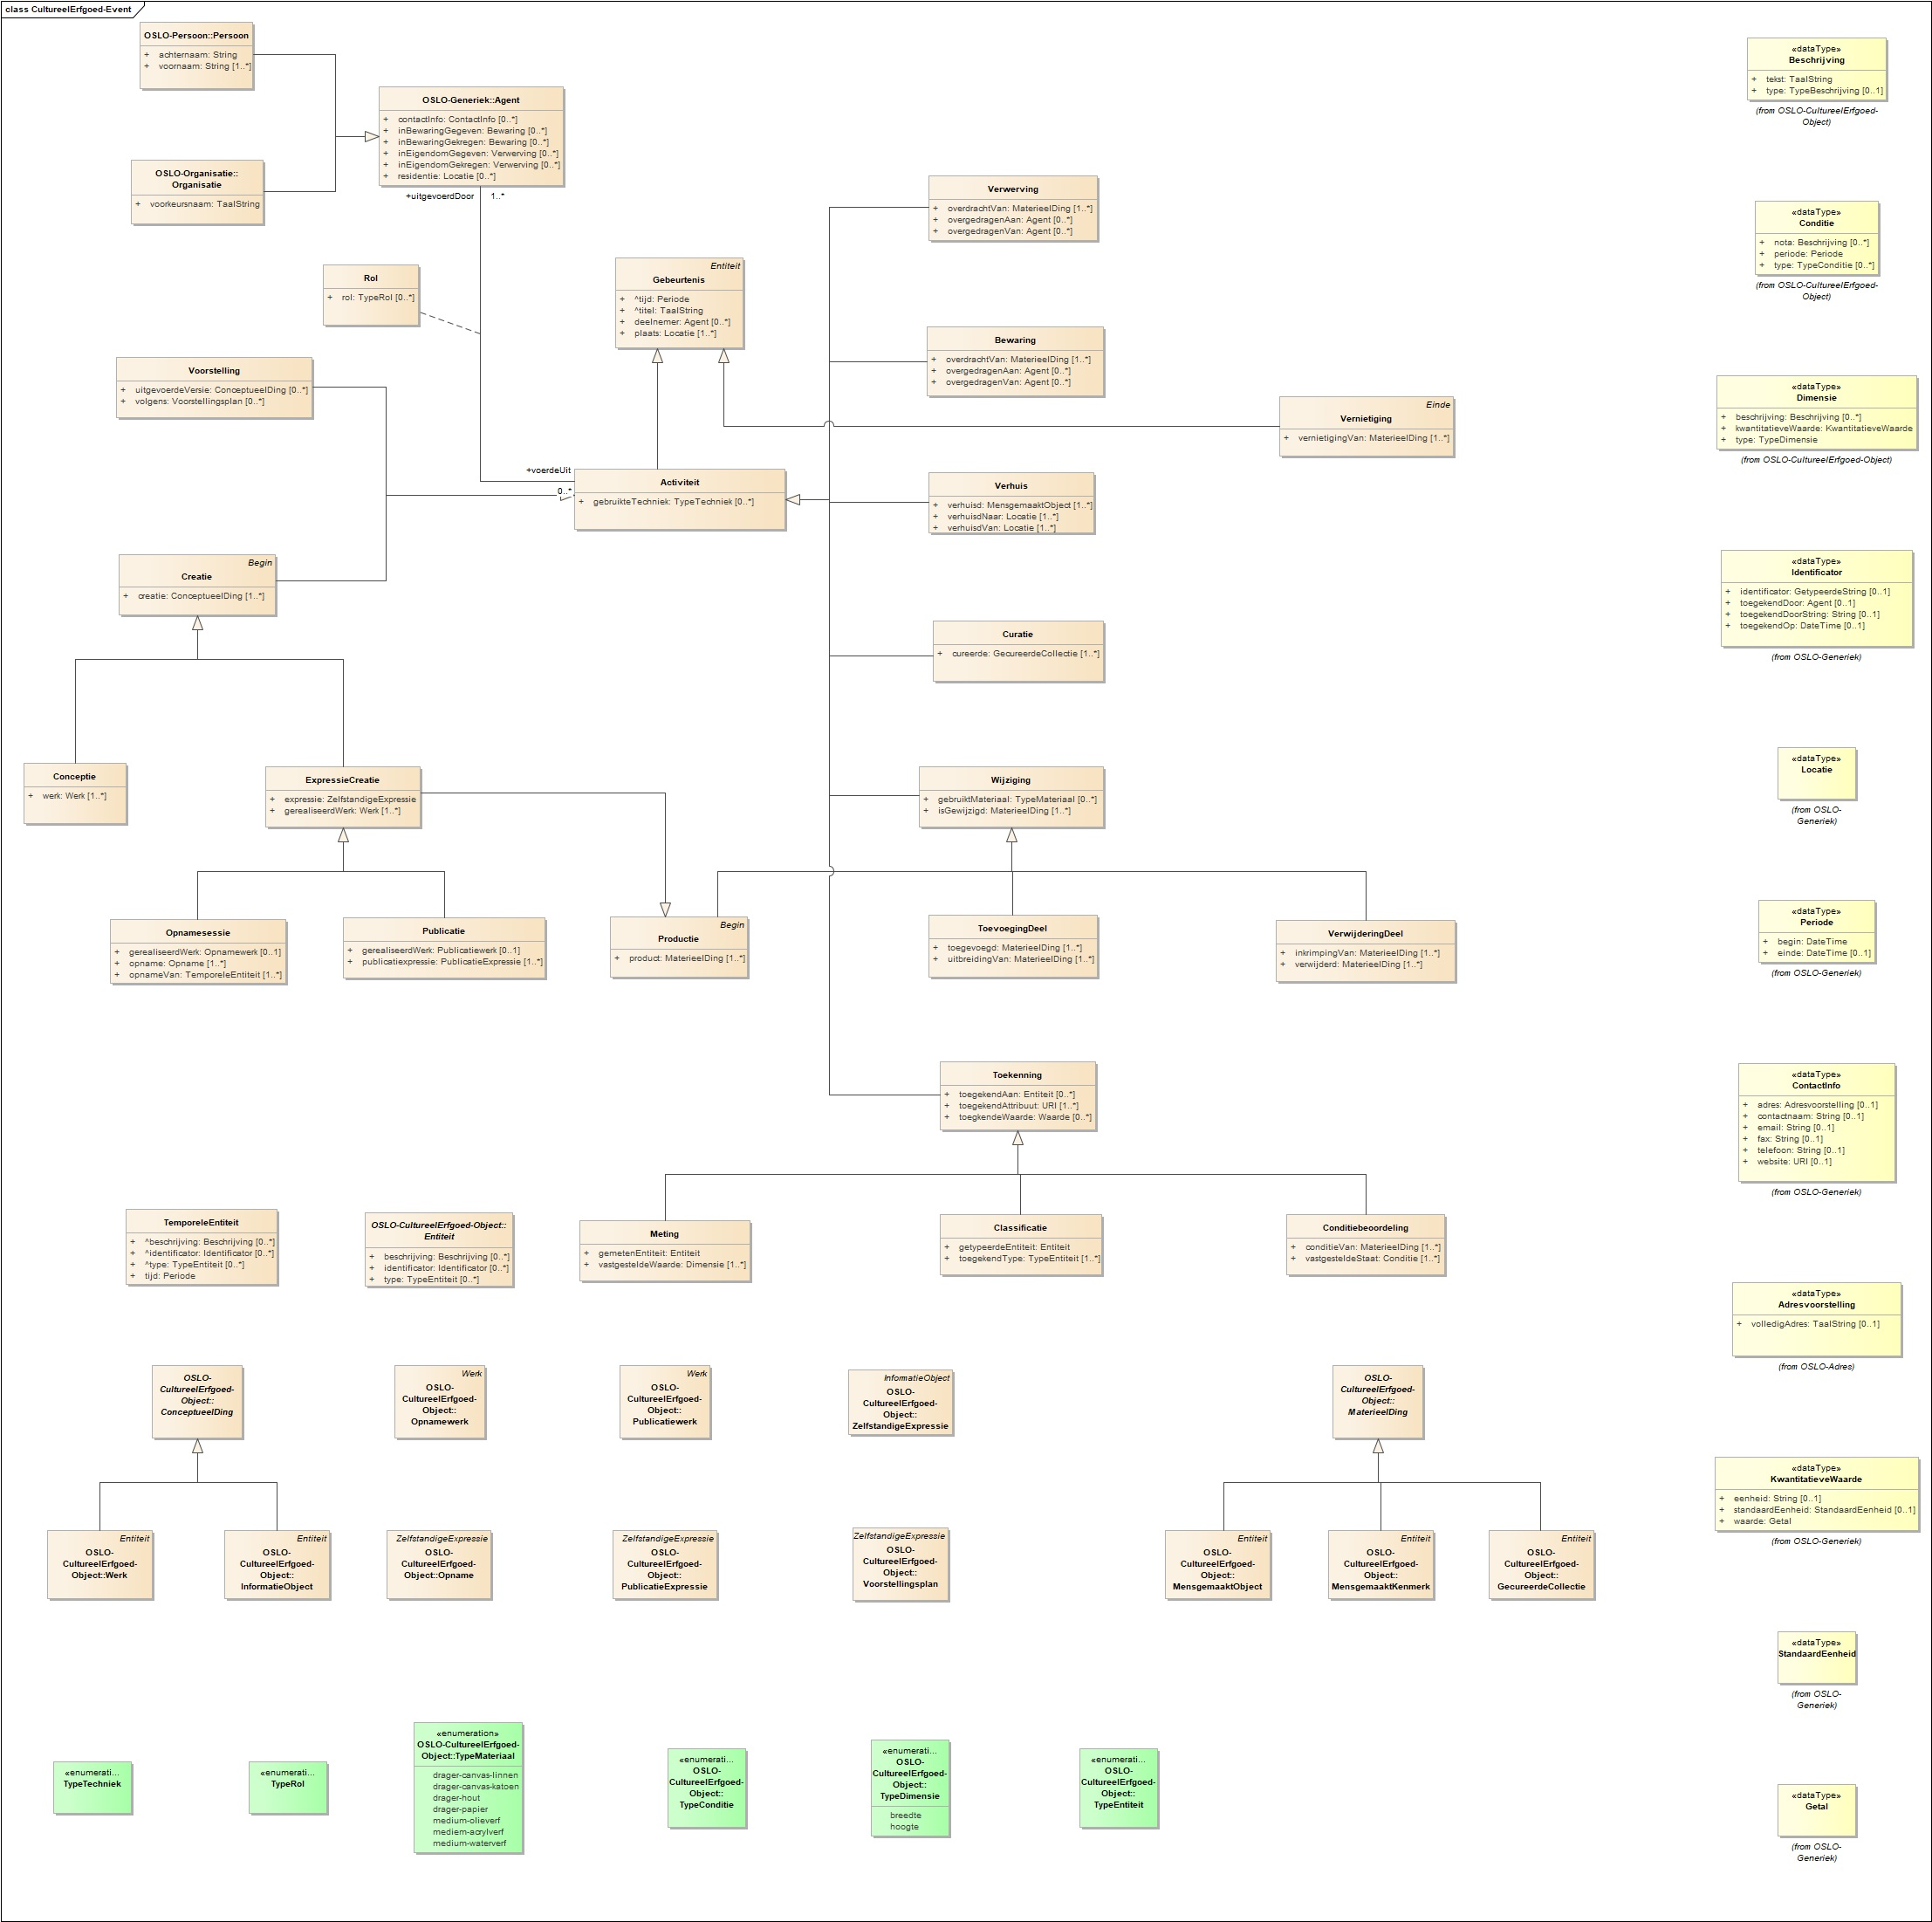 class CultureelErfgoed-Event
OSLO-Persoon::Persoon
+ achternaam: String
+ voornaam: String [1..*]
OSLO-Generiek::Agent
+ contactInfo: ContactInfo [0..*]
+ inBewaringGegeven: Bewaring [0..*]
+ inBewaringGekregen: Bewaring [0..*]
+ inEigendomGegeven: Verwerving [0..*]
+ inEigendomGekregen: Verwerving [0..*]
+ residentie: Locatie [0..*]
OSLO-Organisatie::
Organisatie
+ voorkeursnaam: TaalString
+uitgevoerdDoor 1..*
Rol
+ rol: TypeRol [0..*]
Entiteit
Gebeurtenis
+ ^tijd: Periode
+ ^titel: TaalString
+ deelnemer: Agent [0..*]
+ plaats: Locatie [1..*]
Verwerving
+ overdrachtVan: MaterieelDing [1..*]
+ overgedragenAan: Agent [0..*]
+ overgedragenVan: Agent [0..*]
Bewaring
+ overdrachtVan: MaterieelDing [1..*]
+ overgedragenAan: Agent [0..*]
+ overgedragenVan: Agent [0..*]
Einde
Vernietiging
+ vernietigingVan: MaterieelDing [1..*]
Voorstelling
+ uitgevoerdeVersie: ConceptueelDing [0..*]
+ volgens: Voorstellingsplan [0..*]
+voerdeUit
0..*
Activiteit
+ gebruikteTechniek: TypeTechniek [0..*]
Verhuis
+ verhuisd: MensgemaaktObject [1..*]
+ verhuisdNaar: Locatie [1..*]
+ verhuisdVan: Locatie [1..*]
Begin
Creatie
+ creatie: ConceptueelDing [1..*]
Curatie
+ cureerde: GecureerdeCollectie [1..*]
Conceptie
+ werk: Werk [1..*]
ExpressieCreatie
+ expressie: ZelfstandigeExpressie
+ gerealiseerdWerk: Werk [1..*]
Wijziging
+ gebruiktMateriaal: TypeMateriaal [0..*]
+ isGewijzigd: MaterieelDing [1..*]
Opnamesessie
+ gerealiseerdWerk: Opnamewerk [0..1]
+ opname: Opname [1..*]
+ opnameVan: TemporeleEntiteit [1..*]
Publicatie
+ gerealiseerdWerk: Publicatiewerk [0..1]
+ publicatiexpressie: PublicatieExpressie [1..*]
Begin
Productie
+ product: MaterieelDing [1..*]
ToevoegingDeel
+ toegevoegd: MaterieelDing [1..*]
+ uitbreidingVan: MaterieelDing [1..*]
VerwijderingDeel
+ inkrimpingVan: MaterieelDing [1..*]
+ verwijderd: MaterieelDing [1..*]
Toekenning
+ toegekendAan: Entiteit [0..*]
+ toegekendAttribuut: URI [1..*]
+ toegkendeWaarde: Waarde [0..*]
TemporeleEntiteit
+ ^beschrijving: Beschrijving [0..*]
+ ^identificator: Identificator [0..*]
+ ^type: TypeEntiteit [0..*]
+ tijd: Periode
OSLO-CultureelErfgoed-Object::
Entiteit
+ beschrijving: Beschrijving [0..*]
+ identificator: Identificator [0..*]
+ type: TypeEntiteit [0..*]
Meting
+ gemetenEntiteit: Entiteit
+ vastgesteldeWaarde: Dimensie [1..*]
Classificatie
+ getypeerdeEntiteit: Entiteit
+ toegekendType: TypeEntiteit [1..*]
Conditiebeoordeling
+ conditieVan: MaterieelDing [1..*]
+ vastgesteldeStaat: Conditie [1..*]
OSLO-
CultureelErfgoed-
Object::
ConceptueelDing
Werk
OSLO-
CultureelErfgoed-
Object::
Opnamewerk
Werk
OSLO-
CultureelErfgoed-
Object::
Publicatiewerk
InformatieObject
OSLO-
CultureelErfgoed-
Object::
ZelfstandigeExpressie
OSLO-
CultureelErfgoed-
Object::
MaterieelDing
Entiteit
OSLO-
CultureelErfgoed-
Object::Werk
Entiteit
OSLO-
CultureelErfgoed-
Object::
InformatieObject
ZelfstandigeExpressie
OSLO-
CultureelErfgoed-
Object::Opname
ZelfstandigeExpressie
OSLO-
CultureelErfgoed-
Object::
PublicatieExpressie
ZelfstandigeExpressie
OSLO-
CultureelErfgoed-
Object::
Voorstellingsplan
Entiteit
OSLO-
CultureelErfgoed-
Object::
MensgemaaktObject
Entiteit
OSLO-
CultureelErfgoed-
Object::
MensgemaaktKenmerk
Entiteit
OSLO-
CultureelErfgoed-
Object::
GecureerdeCollectie
«enumerati...
TypeTechniek
«enumerati...
TypeRol
«enumeration»
OSLO-CultureelErfgoed-
Object::TypeMateriaal
drager-canvas-linnen
drager-canvas-katoen
drager-hout
drager-papier
medium-olieverf
mediem-acrylverf
medium-waterverf
«enumerati...
OSLO-
CultureelErfgoed-
Object::
TypeConditie
«enumerati...
OSLO-
CultureelErfgoed-
Object::
TypeDimensie
breedte
hoogte
«enumerati...
OSLO-
CultureelErfgoed-
Object::
TypeEntiteit
«dataType»
Beschrijving
+ tekst: TaalString
+ type: TypeBeschrijving [0..1]
(from OSLO-CultureelErfgoed-
Object)
«dataType»
Conditie
+ nota: Beschrijving [0..*]
+ periode: Periode
+ type: TypeConditie [0..*]
(from OSLO-CultureelErfgoed-
Object)
«dataType»
Dimensie
+ beschrijving: Beschrijving [0..*]
+ kwantitatieveWaarde: KwantitatieveWaarde
+ type: TypeDimensie
(from OSLO-CultureelErfgoed-Object)
«dataType»
Identificator
+ identificator: GetypeerdeString [0..1]
+ toegekendDoor: Agent [0..1]
+ toegekendDoorString: String [0..1]
+ toegekendOp: DateTime [0..1]
(from OSLO-Generiek)
«dataType»
Locatie
(from OSLO-
Generiek)
«dataType»
Periode
+ begin: DateTime
+ einde: DateTime [0..1]
(from OSLO-Generiek)
«dataType»
ContactInfo
+ adres: Adresvoorstelling [0..1]
+ contactnaam: String [0..1]
+ email: String [0..1]
+ fax: String [0..1]
+ telefoon: String [0..1]
+ website: URI [0..1]
(from OSLO-Generiek)
«dataType»
Adresvoorstelling
+ volledigAdres: TaalString [0..1]
(from OSLO-Adres)
«dataType»
KwantitatieveWaarde
+ eenheid: String [0..1]
+ standaardEenheid: StandaardEenheid [0..1]
+ waarde: Getal
(from OSLO-Generiek)
«dataType»
StandaardEenheid
(from OSLO-
Generiek)
«dataType»
Getal
(from OSLO-
Generiek)